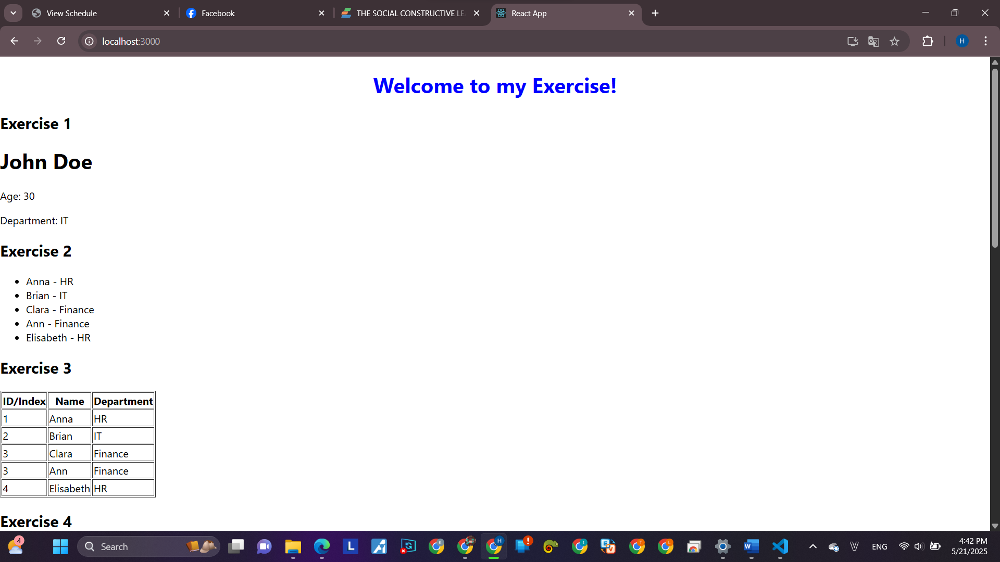 View Schedule
Facebook
THE SOCIAL CONSTRUCTIVE LE
React App
localhost:3000
H
Welcome to my Exercise!
Exercise 1
John Doe
Age: 30
Department: IT
Exercise 2
Anna - HR
Brian - IT
Clara - Finance
Ann - Finance
Elisabeth - HR
Exercise 3
ID/Index Name Department
1 Anna HR
2 Brian IT
3 Clara Finance
3 Ann Finance
4 Elisabeth HR
Exercise 4
4
Search
ENG
4:42 PM
5/21/2025